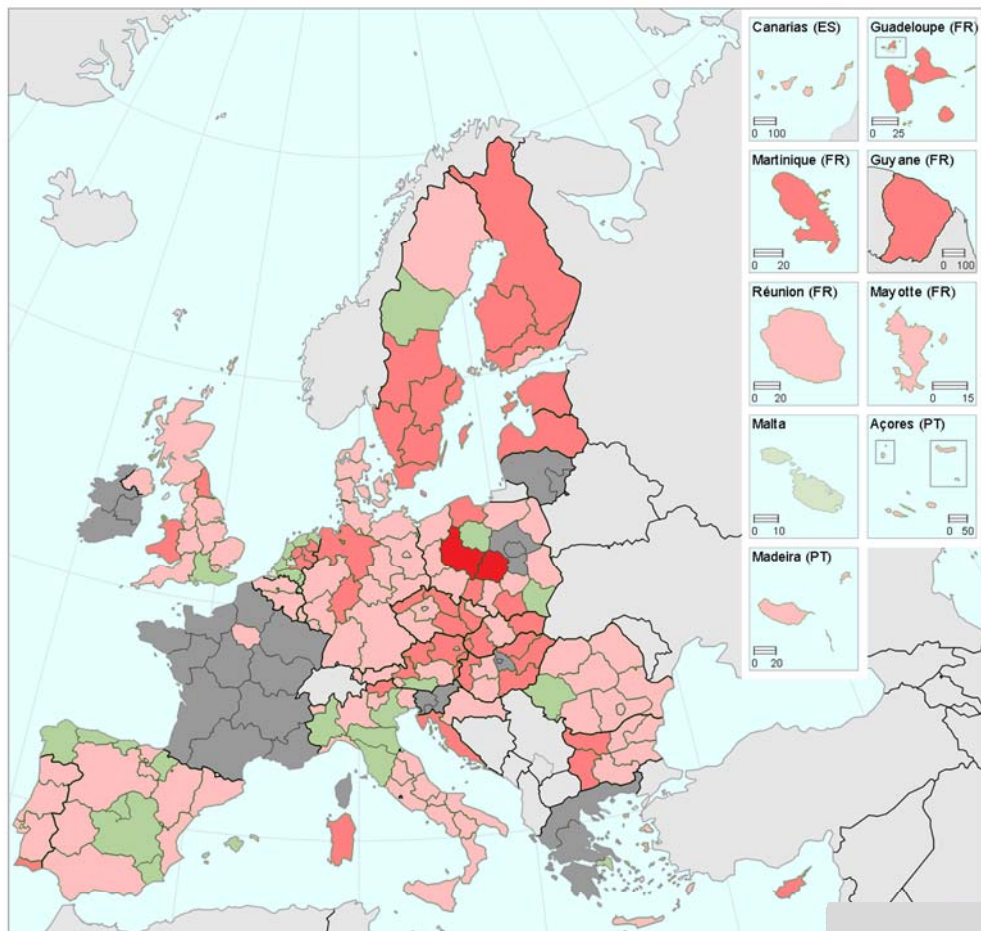 Canarias (ES)
0 100
Guadeloupe (FR)
0 25
Martinique (FR)
0 20
Guyane (FR)
0 100
Réunion (FR)
0 20
Mayotte (FR)
0 15
Malta
0 10
Açores (PT)
0 50
Madeira (PT)
0 20